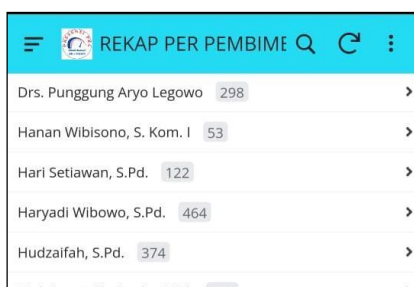 REKAP PER PEMBIME
Drs. Punggung Aryo Legowo 298
Hanan Wibisono, S. Kom. I 53
Hari Setiawan, S.Pd. 122
Haryadi Wibowo, S.Pd. 464
Hudzaifah, S.Pd. 374